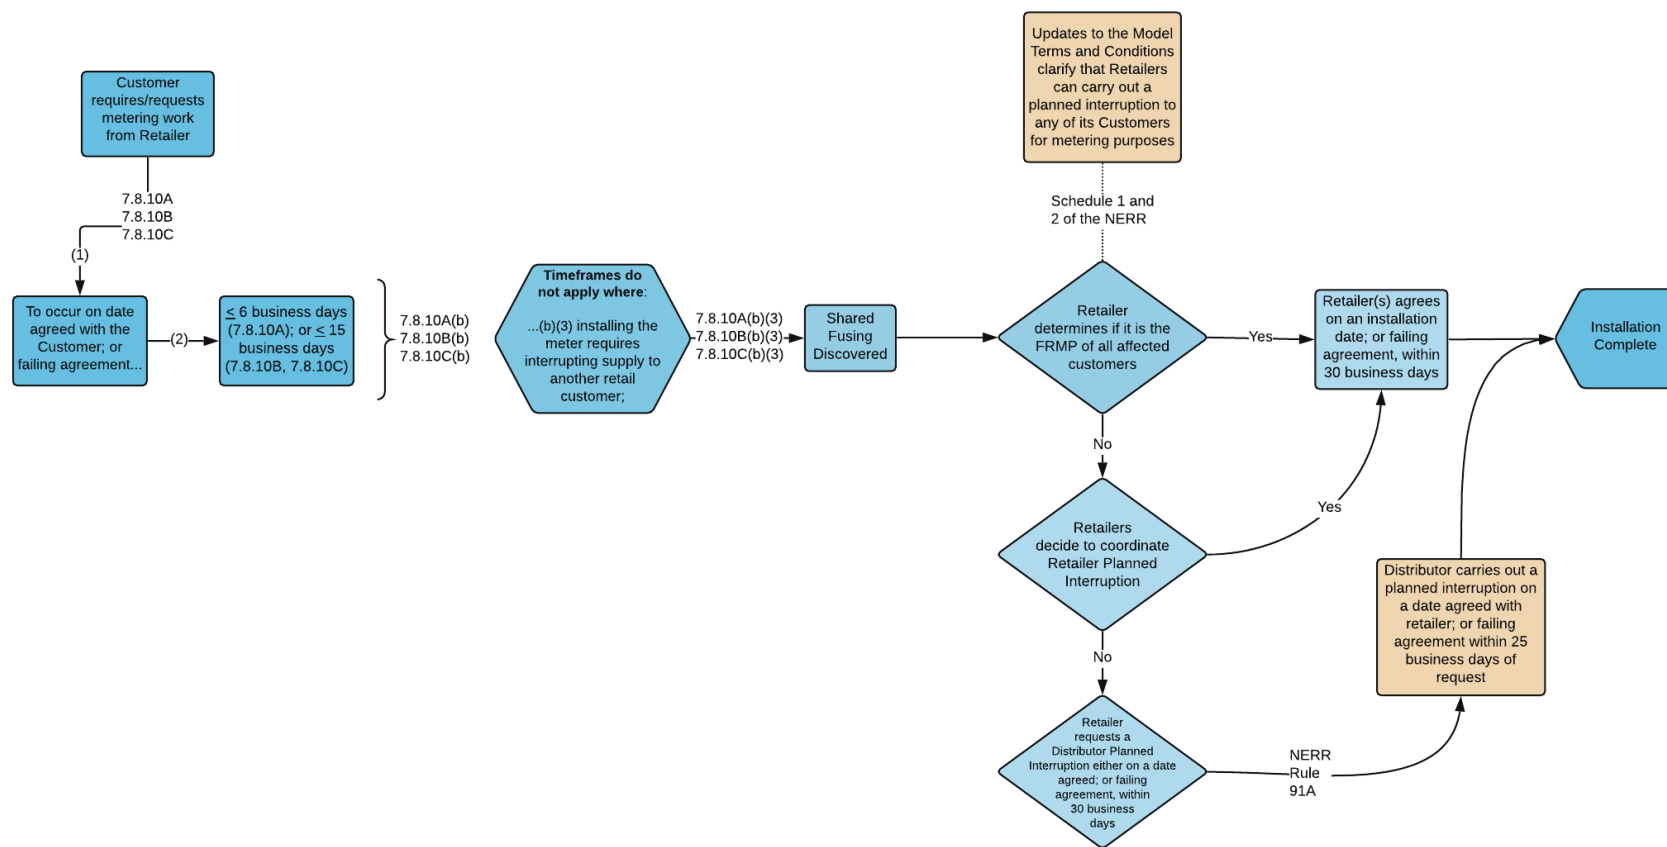 Customer
requires/requests
metering work
from Retailer
7.8.10A
7.8.10B
7.8.10C
(1)
To occur on date
agreed with the
Customer; or
failing agreement...
(2)
≤ 6 business days
(7.8.10A); or ≤ 15
business days
(7.8.10B, 7.8.10C)
7.8.10A(b)
7.8.10B(b)
7.8.10C(b)
Timeframes do
not apply where:
...(b)(3) installing the
meter requires
interrupting supply to
another retail
customer;
7.8.10A(b)(3)
7.8.10B(b)(3)
7.8.10C(b)(3)
Shared
Fusing
Discovered
Updates to the Model
Terms and Conditions
clarify that Retailers
can carry out a
planned interruption to
any of its Customers
for metering purposes
Schedule 1 and
2 of the NERR
Retailer
determines if it is the
FRMP of all affected
customers
Yes
Retailer(s) agrees
on an installation
date; or failing
agreement, within
30 business days
Installation
Complete
No
Retailers
decide to coordinate
Retailer Planned
Interruption
Yes
No
Retailer
requests a
Distributor Planned
Interruption either on a date
agreed; or failing
agreement, within
30 business
days
NERR
Rule
91A
Distributor carries out a
planned interruption on
a date agreed with
retailer; or failing
agreement within 25
business days of
request